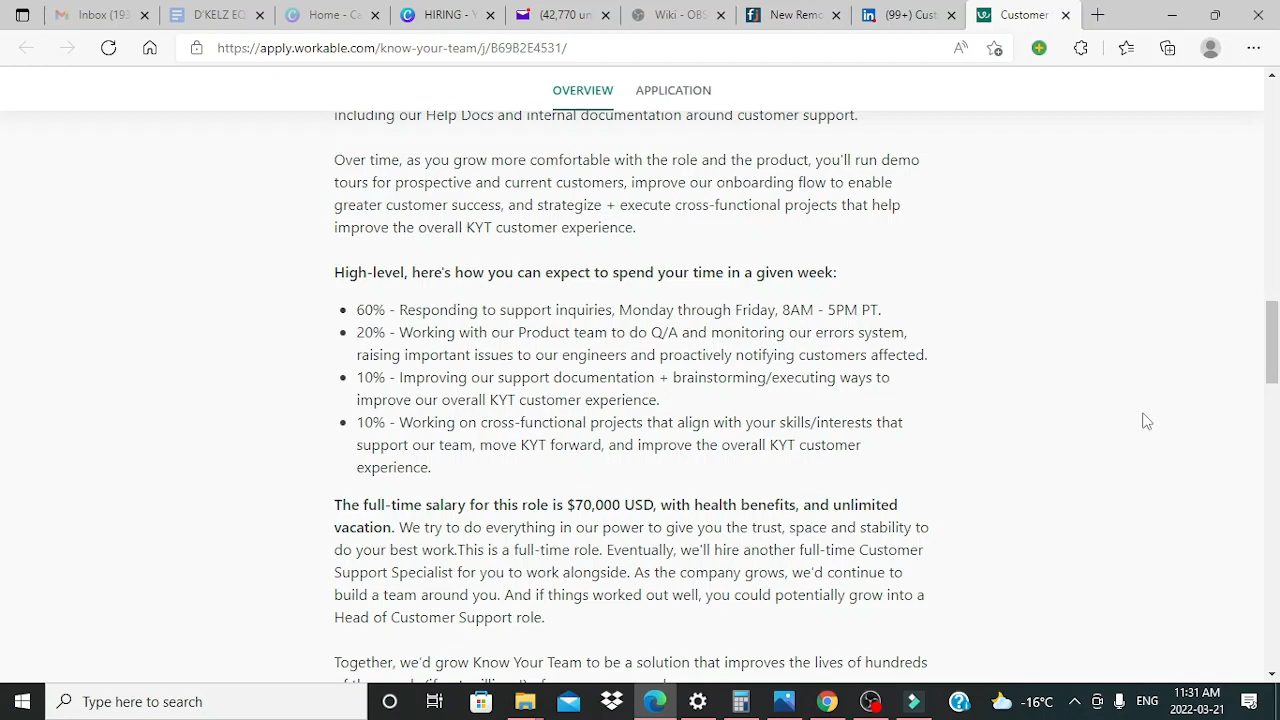 Inbox (193
D'KELZ EQ
Home - Ca
HIRING - Y
(42,770 un
Wiki - OBS
New Remo
(99+) Cust
Customer
https://apply.workable.com/know-your-team/j/B69B2E4531/
OVERVIEW
APPLICATION
including our Help Docs and internal documentation around customer support.
Over time, as you grow more comfortable with the role and the product, you'll run demo
tours for prospective and current customers, improve our onboarding flow to enable
greater customer success, and strategize + execute cross-functional projects that help
improve the overall KYT customer experience.
High-level, here's how you can expect to spend your time in a given week:
• 60% - Responding to support inquiries, Monday through Friday, 8AM - 5PM PT.
• 20% - Working with our Product team to do Q/A and monitoring our errors system,
raising important issues to our engineers and proactively notifying customers affected.
• 10% - Improving our support documentation + brainstorming/executing ways to
improve our overall KYT customer experience.
• 10% - Working on cross-functional projects that align with your skills/interests that
support our team, move KYT forward, and improve the overall KYT customer
experience.
The full-time salary for this role is $70,000 USD, with health benefits, and unlimited
vacation. We try to do everything in our power to give you the trust, space and stability to
do your best work.This is a full-time role. Eventually, we'll hire another full-time Customer
Support Specialist for you to work alongside. As the company grows, we'd continue to
build a team around you. And if things worked out well, you could potentially grow into a
Head of Customer Support role.
Together, we'd grow Know Your Team to be a solution that improves the lives of hundreds
Type here to search
-16°C
ENG
11:31 AM
2022-03-21